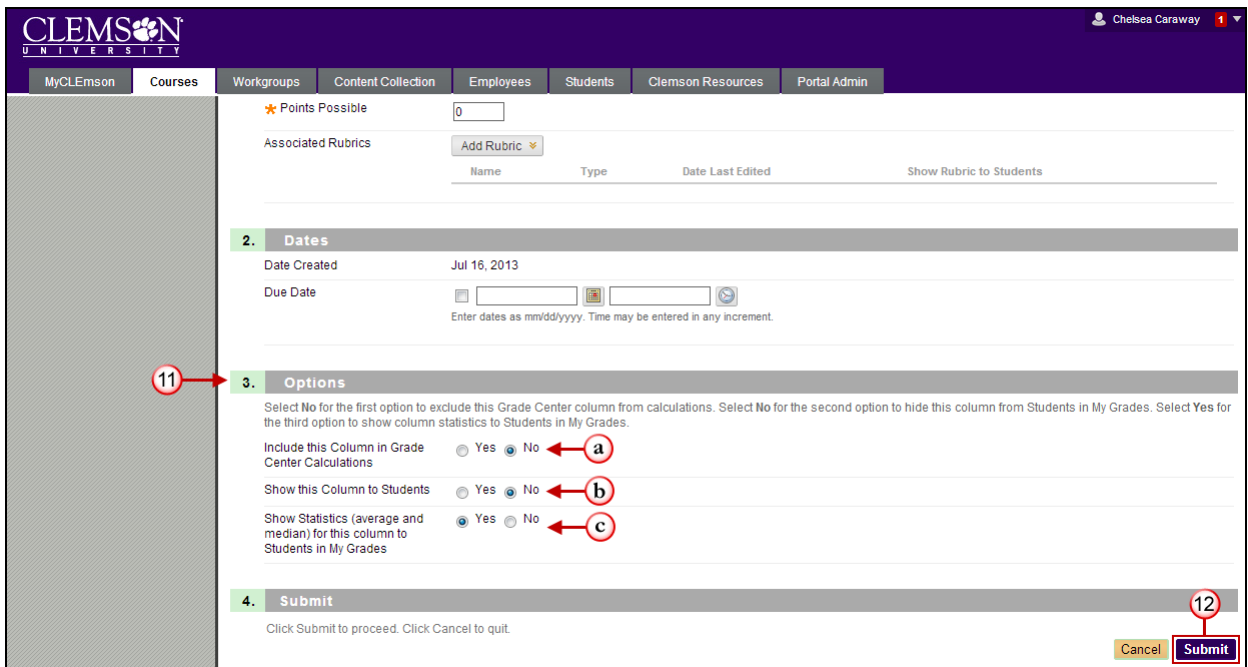 CLEMSON
UNIVERSITY
Chelsea Caraway 1
MyCLEmson Courses Workgroups Content Collection Employees Students Clemson Resources Portal Admin
Points Possible 0
Associated Rubrics Add Rubric
Name Type Date Last Edited Show Rubric to Students
2. Dates
Date Created Jul 16, 2013
Due Date
Enter dates as mm/dd/yyyy. Time may be entered in any increment.
11 3. Options
Select No for the first option to exclude this Grade Center column from calculations. Select No for the second option to hide this column from Students in My Grades. Select Yes for
the third option to show column statistics to Students in My Grades.
Include this Column in Grade Yes No a
Center Calculations
Show this Column to Students Yes No b
Show Statistics (average and Yes No c
median) for this column to
Students in My Grades
4. Submit
12
Click Submit to proceed. Click Cancel to quit.
Cancel Submit